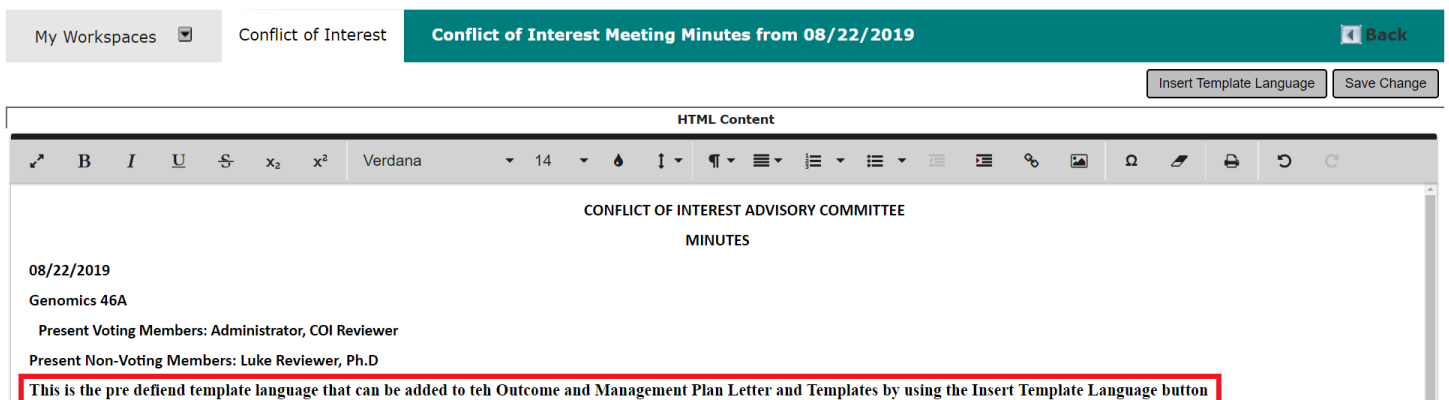 My Workspaces Conflict of Interest Conflict of Interest Meeting Minutes from 08/22/2019 Back
Insert Template Language Save Change
HTML Content
B I U S x₂ x² Verdana 14 ¶ Ω
CONFLICT OF INTEREST ADVISORY COMMITTEE
MINUTES
08/22/2019
Genomics 46A
Present Voting Members: Administrator, COI Reviewer
Present Non-Voting Members: Luke Reviewer, Ph.D
This is the pre defiend template language that can be added to teh Outcome and Management Plan Letter and Templates by using the Insert Template Language button